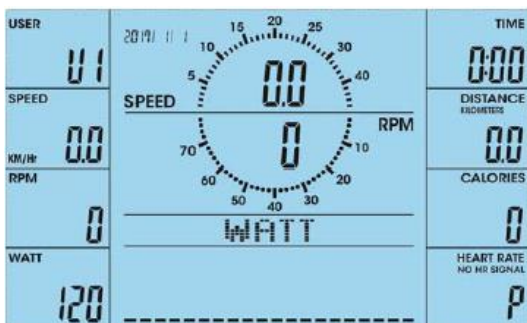 USER
U 1
SPEED
KM/Hr 0.0
RPM
0
WATT
120
2019/ 1/ 1
5 10 15 20 25 30 40
SPEED 0.0
0 RPM
10 20 30 40 50 60 70
WATT
TIME
0:00
DISTANCE
KILOMETERS
0.0
CALORIES
0
HEART RATE
NO HR SIGNAL
P